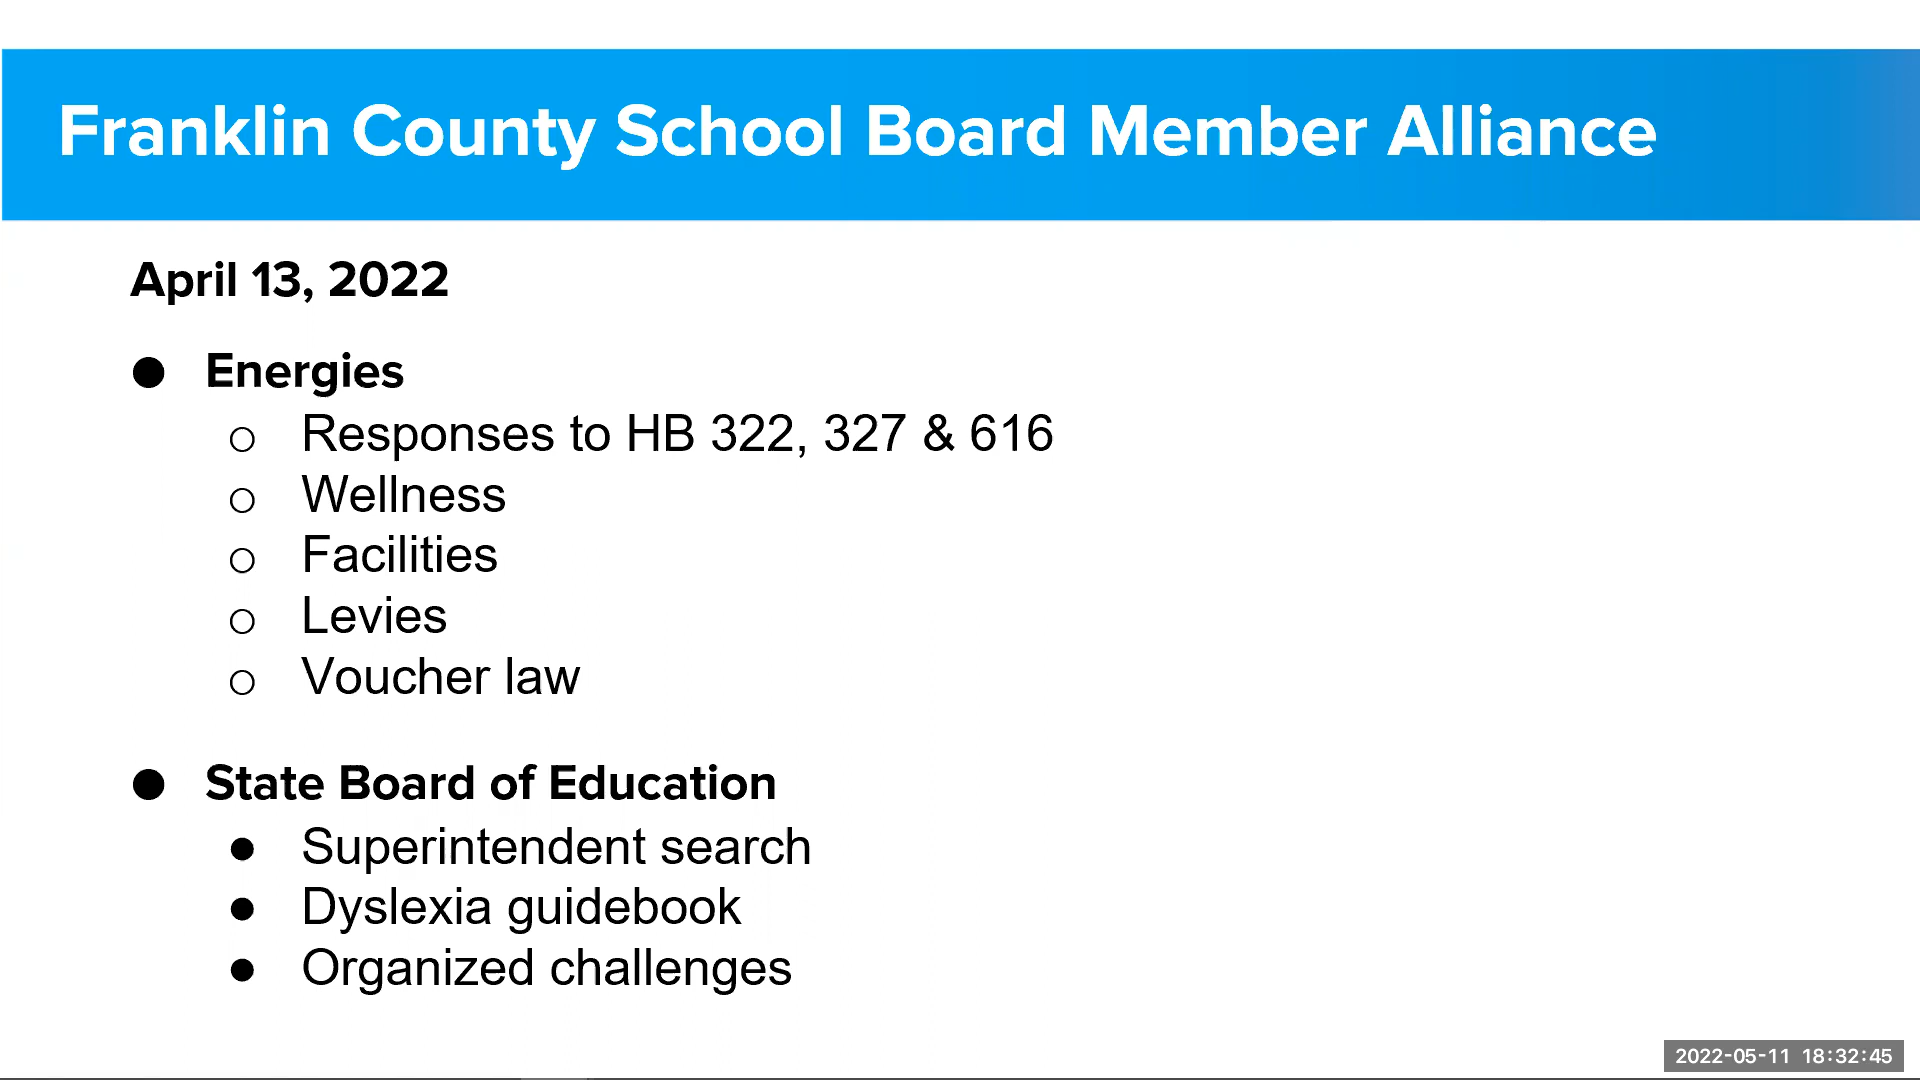 Franklin County School Board Member Alliance
April 13, 2022
● Energies
○ Responses to HB 322, 327 & 616
○ Wellness
○ Facilities
○ Levies
○ Voucher law
● State Board of Education
● Superintendent search
● Dyslexia guidebook
● Organized challenges
2022-05-11 18:32:45